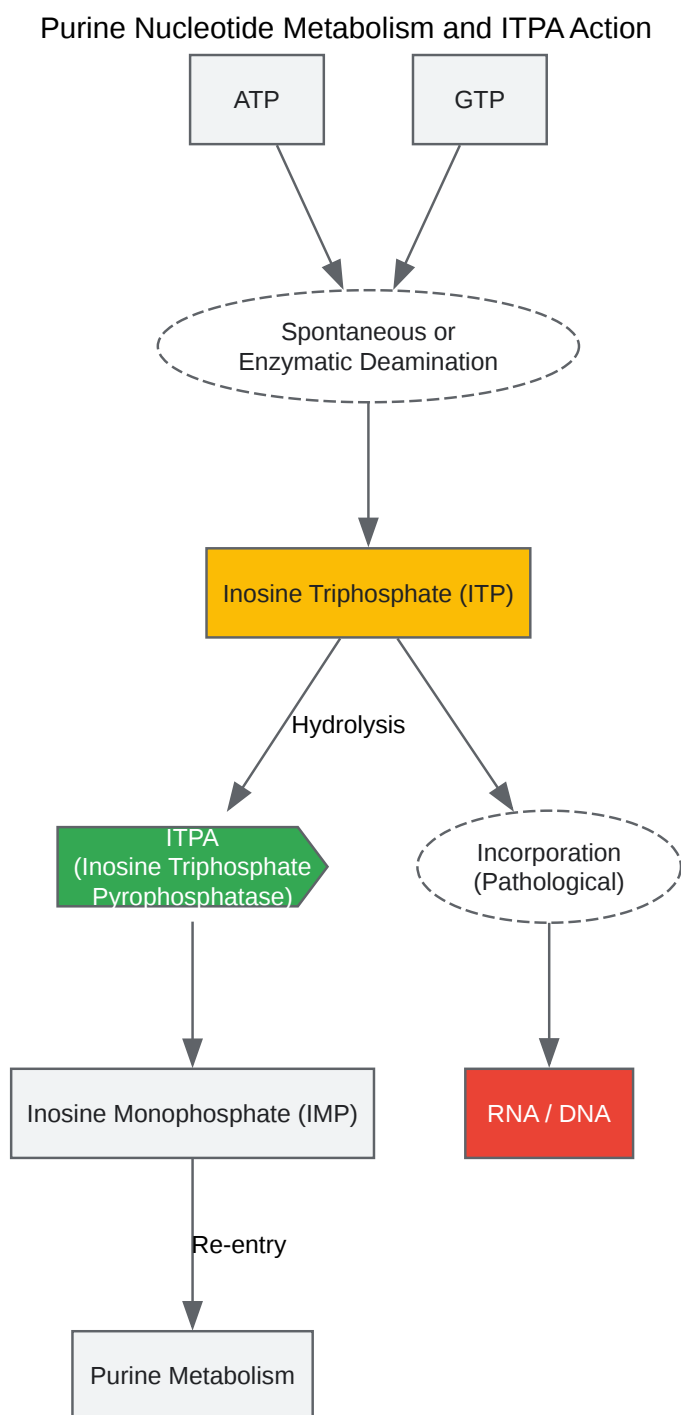 Purine Nucleotide Metabolism and ITPA Action
ATP
GTP
Spontaneous or
Enzymatic Deamination
Inosine Triphosphate (ITP)
Hydrolysis
ITPA
(Inosine Triphosphate
Pyrophosphatase)
Incorporation
(Pathological)
Inosine Monophosphate (IMP)
RNA / DNA
Re-entry
Purine Metabolism